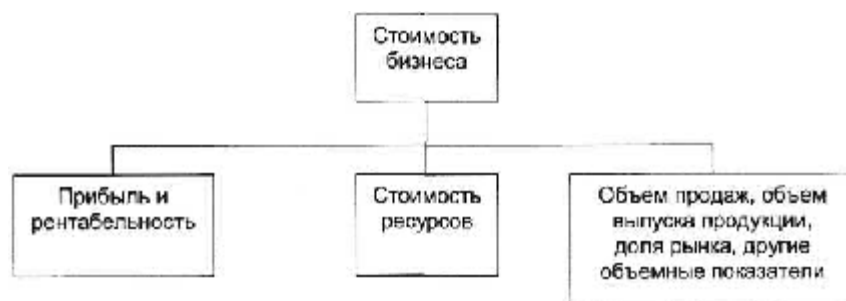 Стоимость
бизнеса
Прибыль и
рентабельность
Стоимость
ресурсов
Объем продаж, объем
выпуска продукции,
доля рынка, другие
объемные показатели